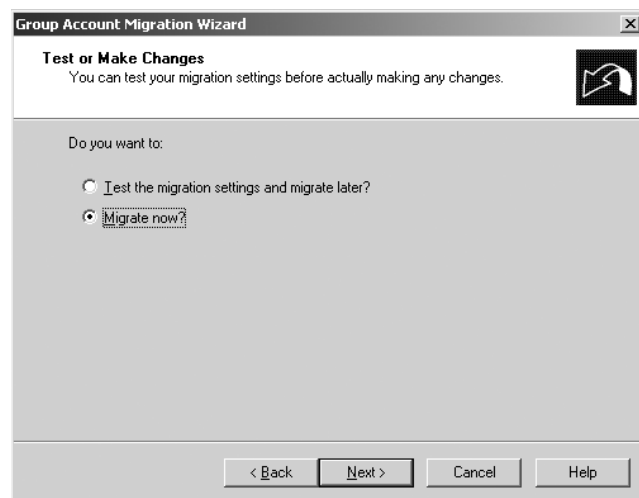 Group Account Migration Wizard
Test or Make Changes
You can test your migration settings before actually making any changes.
Do you want to:
Test the migration settings and migrate later?
Migrate now?
< Back Next > Cancel Help